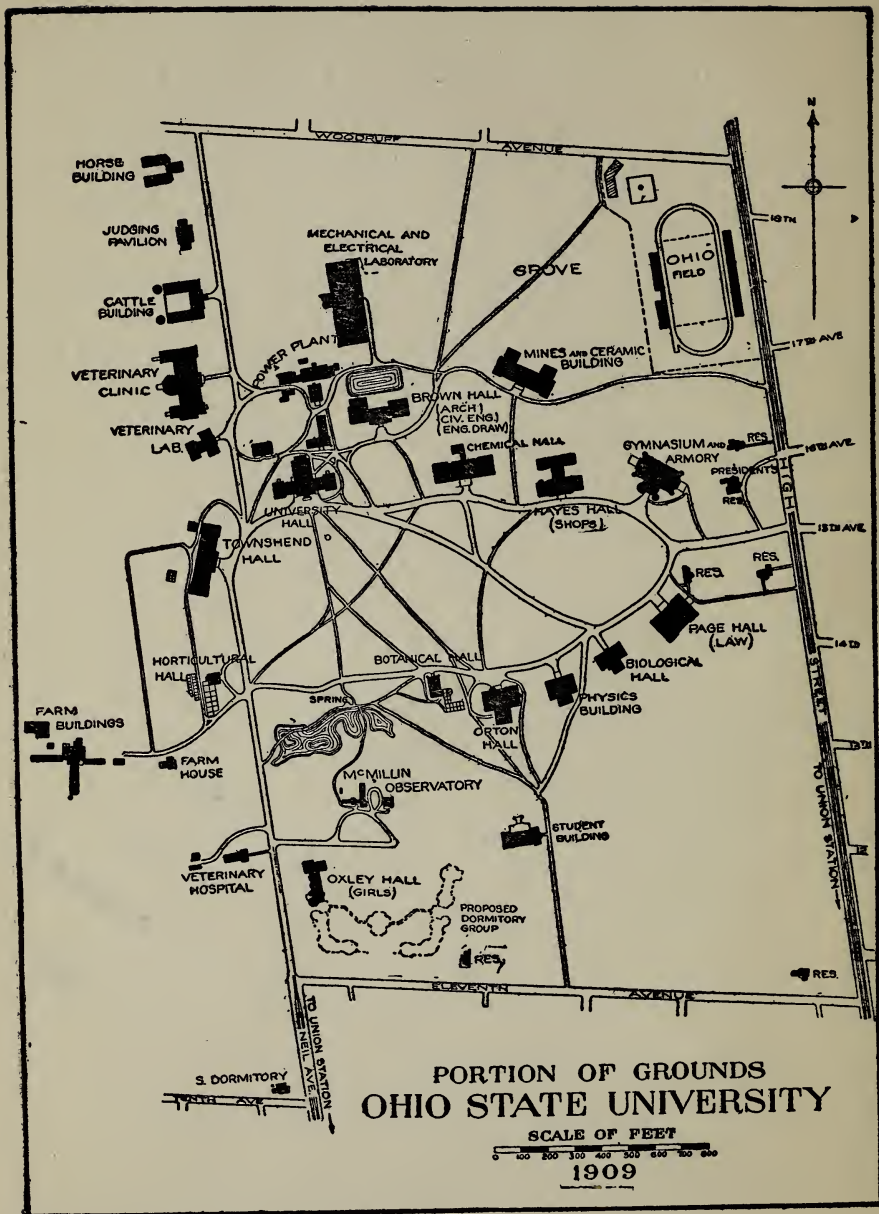 N
WOODRUFF AVENUE
HORSE
BUILDING
JUDGING
PAVILION
MECHANICAL AND
ELECTRICAL
LABORATORY
GROVE
OHIO
FIELD
18TH
CATTLE
BUILDING
POWER PLANT
MINES AND CERAMIC
BUILDING
17TH AVE
VETERINARY
CLINIC
BROWN HALL
(ARCH)
CIV. ENG.)
(ENG. DRAW)
VETERINARY
LAB.
CHEMICAL HALL
GYMNASIUM AND
ARMORY
RES.
16TH AVE
PRESIDENTS
RES.
HIGH
UNIVERSITY
HALL
HAYES HALL
(SHOPS)
15TH AVE
TOWNSHEND
HALL
RES.
RES.
PAGE HALL
(LAW)
14TH
STREET
HORTICULTURAL
HALL
BOTANICAL HALL
BIOLOGICAL
HALL
SPRING
PHYSICS
BUILDING
ORTON
HALL
FARM
BUILDINGS
FARM
HOUSE
13TH
TO UNION STATION
MCMILLIN
OBSERVATORY
STUDENT
BUILDING
VETERINARY
HOSPITAL
OXLEY HALL
(GIRLS)
PROPOSED
DORMITORY
GROUP
RES.
RES.
ELEVENTH AVENUE
TO UNION STATION
NEIL AVE.
S. DORMITORY
TENTH AVE
PORTION OF GROUNDS
OHIO STATE UNIVERSITY
SCALE OF FEET
0 100 200 300 400 500 600 700 800
1909